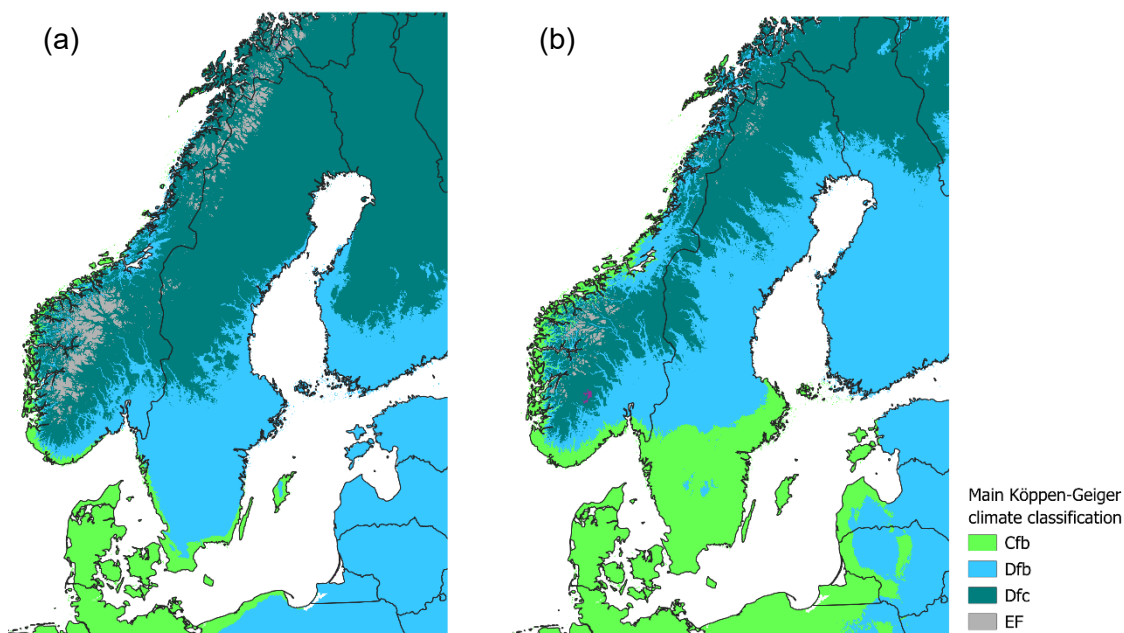 (a)
(b)
Main Köppen-Geiger
climate classification
Cfb
Dfb
Dfc
EF